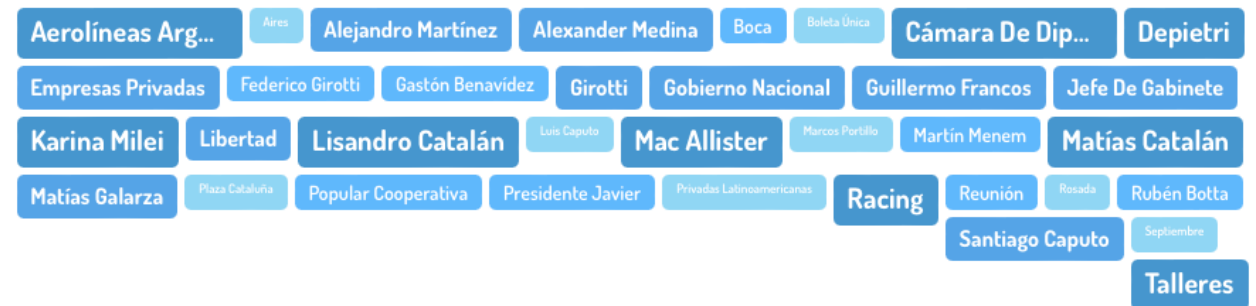 Aerolíneas Arg... Aires Alejandro Martínez Alexander Medina Boca Boleta Única Cámara De Dip... Depietri
Empresas Privadas Federico Girotti Gastón Benavídez Girotti Gobierno Nacional Guillermo Francos Jefe De Gabinete
Karina Milei Libertad Lisandro Catalán Luis Caputo Mac Allister Marcos Portillo Martín Menem Matías Catalán
Matías Galarza Plaza Cataluña Popular Cooperativa Presidente Javier Privadas Latinoamericanas Racing Reunión Rosada Rubén Botta
Santiago Caputo Septiembre
Talleres